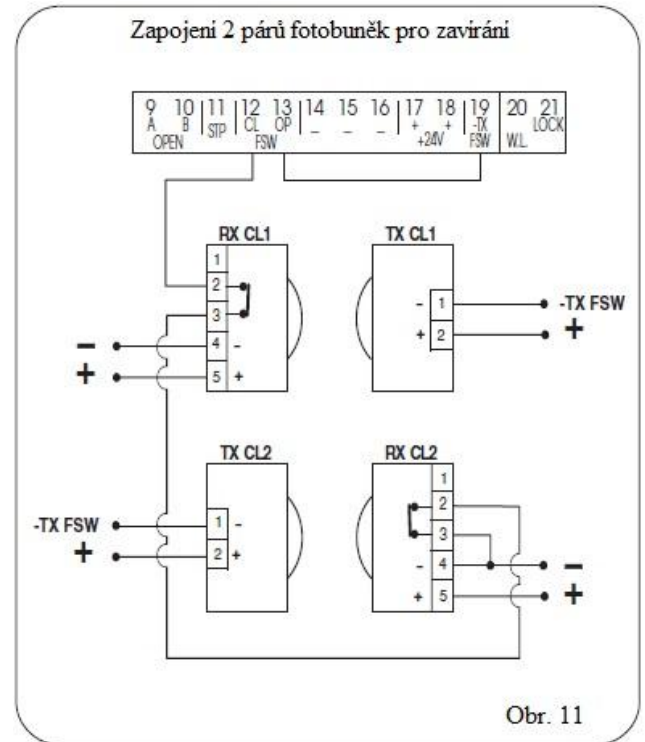 Zapojení 2 párů fotobuněk pro zavírání
9 10 11 12 13 14 15 16 17 18 19 20 21
A B STP CL OP _ _ _ + + -TX LOCK
OPEN FSW +24V FSW W.L.
RX CL1 TX CL1
1
2
3
4 -
5 +
- 1
+ 2
-TX FSW
+
−
+
TX CL2 RX CL2
1 -
2 +
-TX FSW
+
1
2
3
- 4
+ 5
−
+
Obr. 11